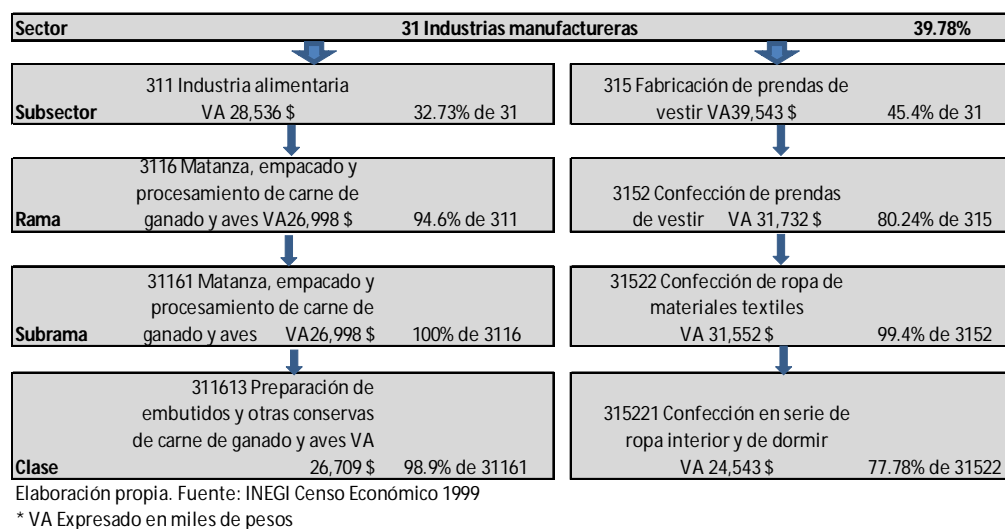 Sector 31 Industrias manufactureras 39.78%
311 Industria alimentaria
Subsector VA 28,536 $ 32.73% de 31
315 Fabricación de prendas de
vestir VA39,543 $ 45.4% de 31
3116 Matanza, empacado y
procesamiento de carne de
Rama ganado y aves VA26,998 $ 94.6% de 311
3152 Confección de prendas
de vestir VA 31,732 $ 80.24% de 315
31161 Matanza, empacado y
procesamiento de carne de
Subrama ganado y aves VA26,998 $ 100% de 3116
31522 Confección de ropa de
materiales textiles
VA 31,552 $ 99.4% de 3152
311613 Preparación de
embutidos y otras conservas
de carne de ganado y aves VA
Clase 26,709 $ 98.9% de 31161
315221 Confección en serie de
ropa interior y de dormir
VA 24,543 $ 77.78% de 31522
Elaboración propia. Fuente: INEGI Censo Económico 1999
* VA Expresado en miles de pesos